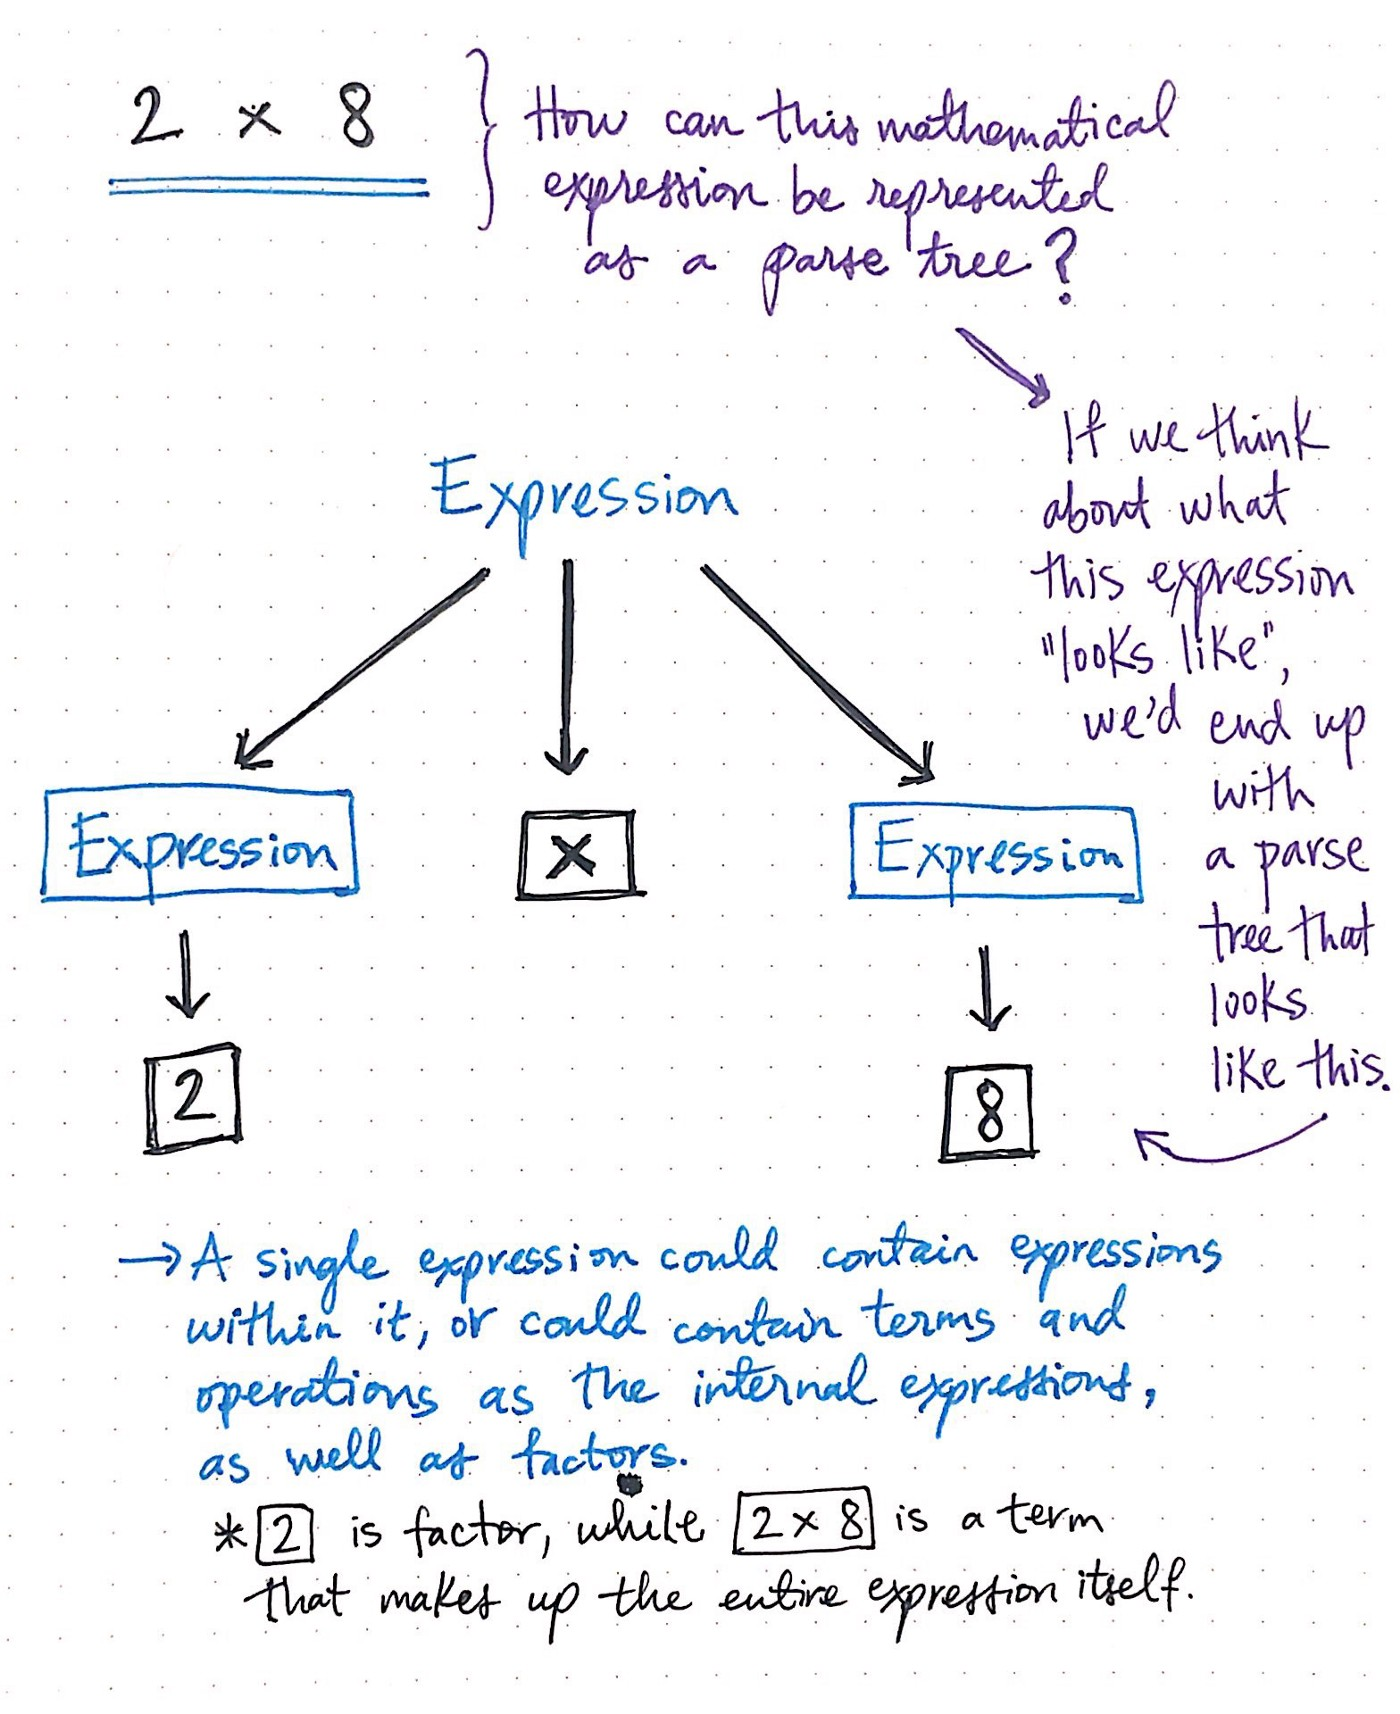 2 × 8
How can this mathematical
expression be represented
as a parse tree?
If we think
about what
this expression
"looks like",
we'd end up
with
a parse
tree that
looks
like this.
Expression
Expression
×
Expression
2
8
→ A single expression could contain expressions
within it, or could contain terms and
operations as the internal expressions,
as well as factors.
* 2 is factor, while 2 × 8 is a term
that makes up the entire expression itself.